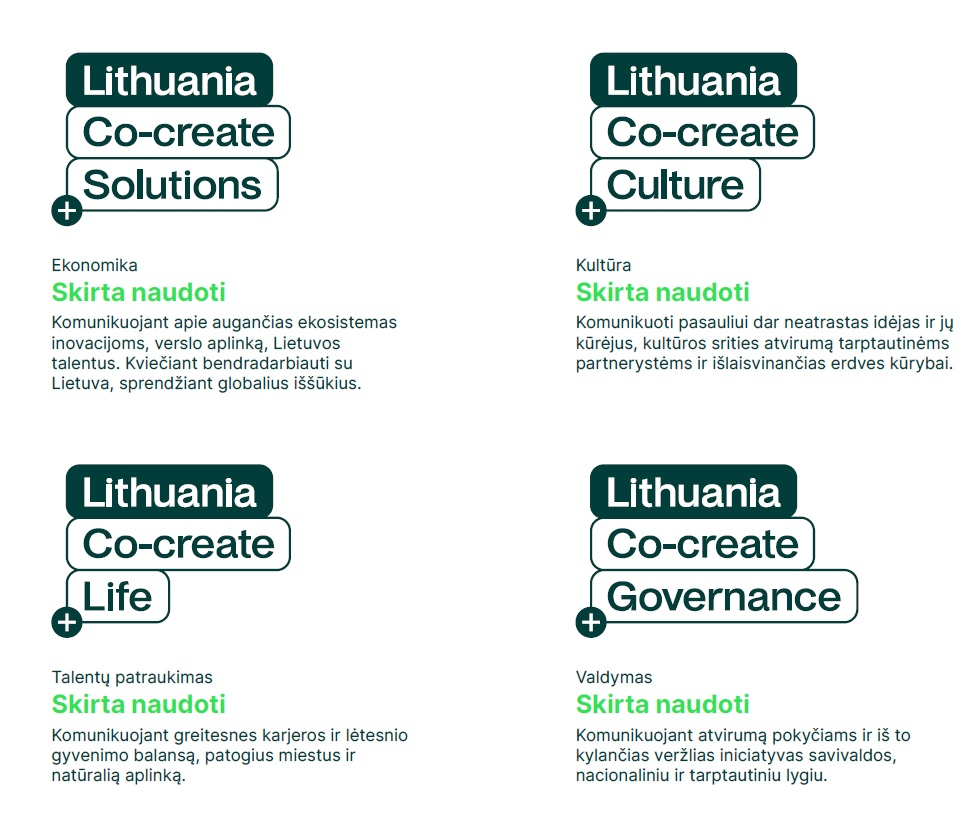 Lithuania
Co-create
Solutions
+
Ekonomika
Skirta naudoti
Komunikuojant apie augančias ekosistemas
inovacijoms, verslo aplinką, Lietuvos
talentus. Kviečiant bendradarbiauti su
Lietuva, sprendžiant globalius iššūkius.
Lithuania
Co-create
Culture
+
Kultūra
Skirta naudoti
Komunikuoti pasauliui dar neatrastas idėjas ir jų
kūrėjus, kultūros srities atvirumą tarptautinėms
partnerystėms ir išlaisvinančias erdves kūrybai.
Lithuania
Co-create
Life
+
Talentų patraukimas
Skirta naudoti
Komunikuojant greitesnes karjeros ir lėtesnio
gyvenimo balansą, patogius miestus ir
natūralią aplinką.
Lithuania
Co-create
Governance
+
Valdymas
Skirta naudoti
Komunikuojant atvirumą pokyčiams ir iš to
kylančias veržlias iniciatyvas savivaldos,
nacionaliniu ir tarptautiniu lygiu.